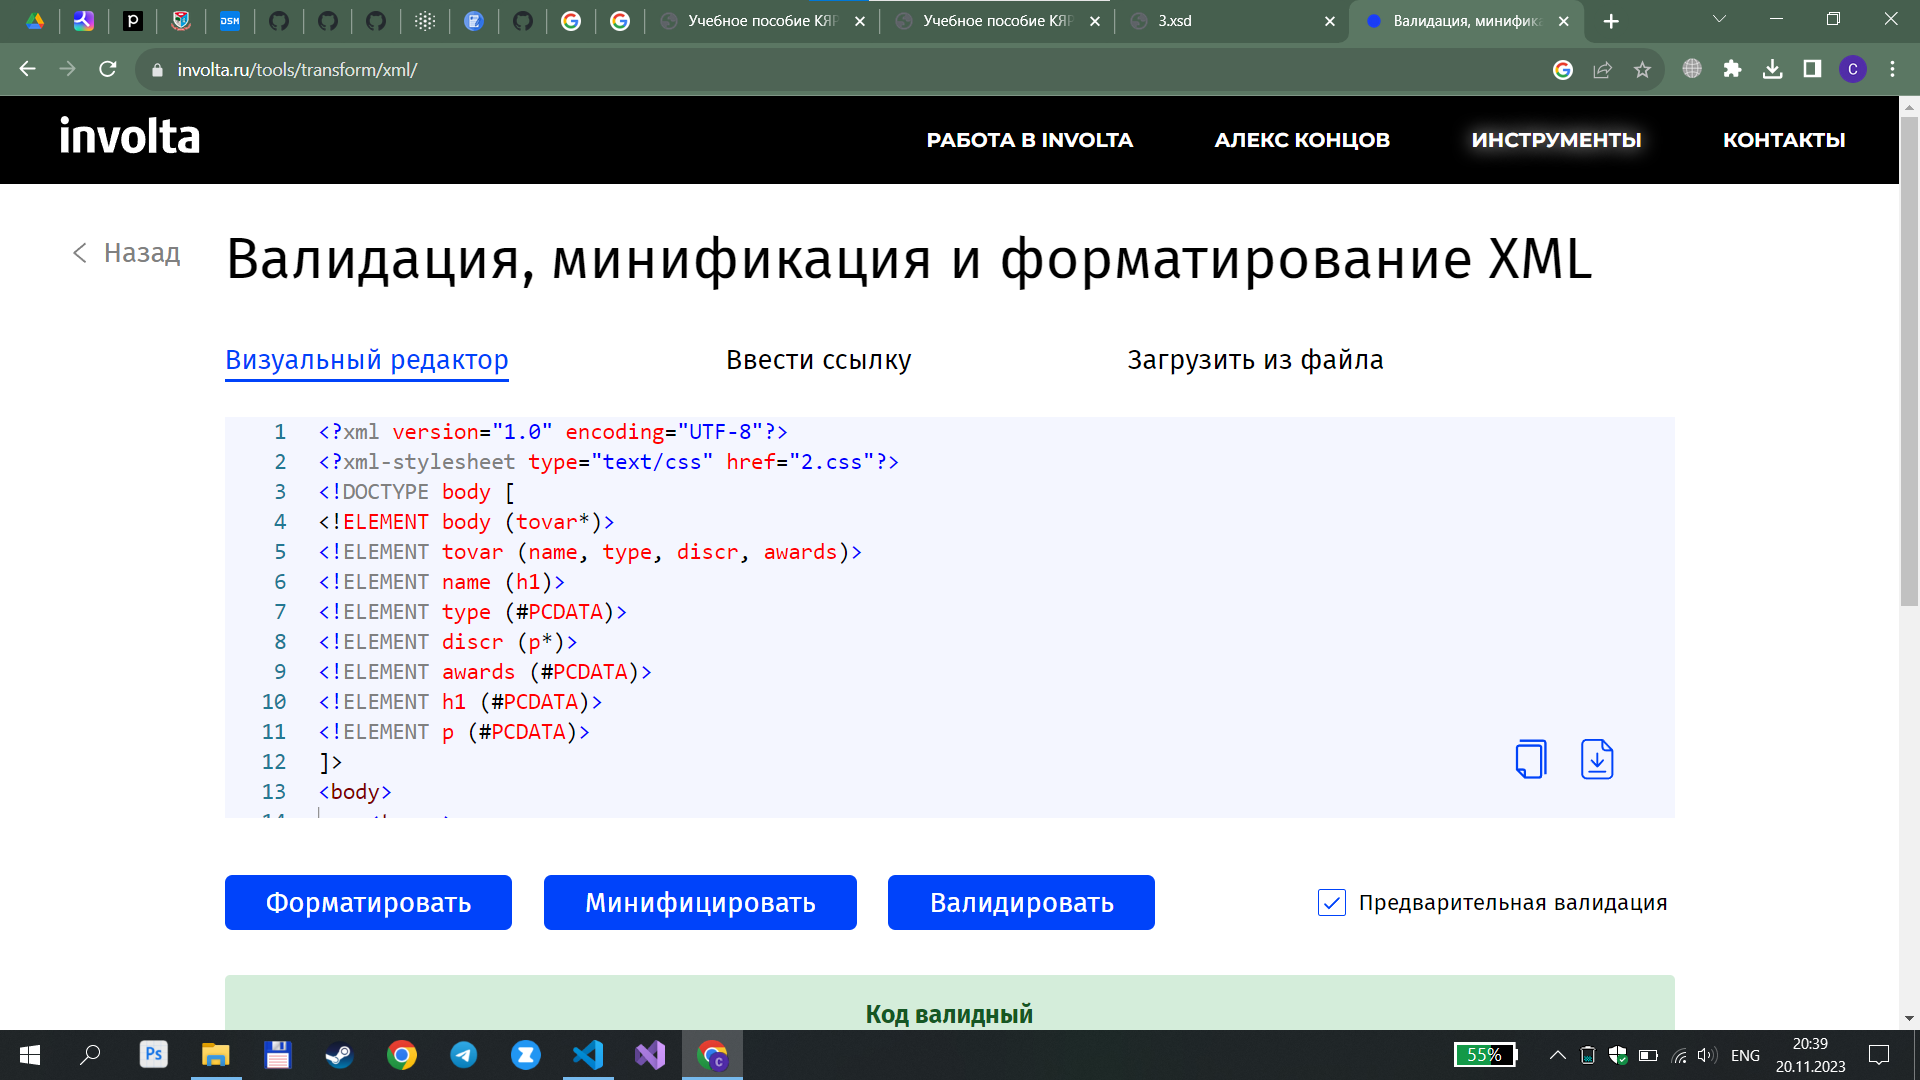 Учебное пособие КЯР
Учебное пособие КЯР
3.xsd
Валидация, минифика
involta.ru/tools/transform/xml/
involta
РАБОТА В INVOLTA
АЛЕКС КОНЦОВ
ИНСТРУМЕНТЫ
КОНТАКТЫ
Назад
Валидация, минификация и форматирование XML
Визуальный редактор
Ввести ссылку
Загрузить из файла
1 <?xml version="1.0" encoding="UTF-8"?>
2 <?xml-stylesheet type="text/css" href="2.css"?>
3 <!DOCTYPE body [
4 <!ELEMENT body (tovar*)>
5 <!ELEMENT tovar (name, type, discr, awards)>
6 <!ELEMENT name (h1)>
7 <!ELEMENT type (#PCDATA)>
8 <!ELEMENT discr (p*)>
9 <!ELEMENT awards (#PCDATA)>
10 <!ELEMENT h1 (#PCDATA)>
11 <!ELEMENT p (#PCDATA)>
12 ]>
13 <body>
Форматировать
Минифицировать
Валидировать
Предварительная валидация
Код валидный
Ps
55%
ENG
20:39
20.11.2023